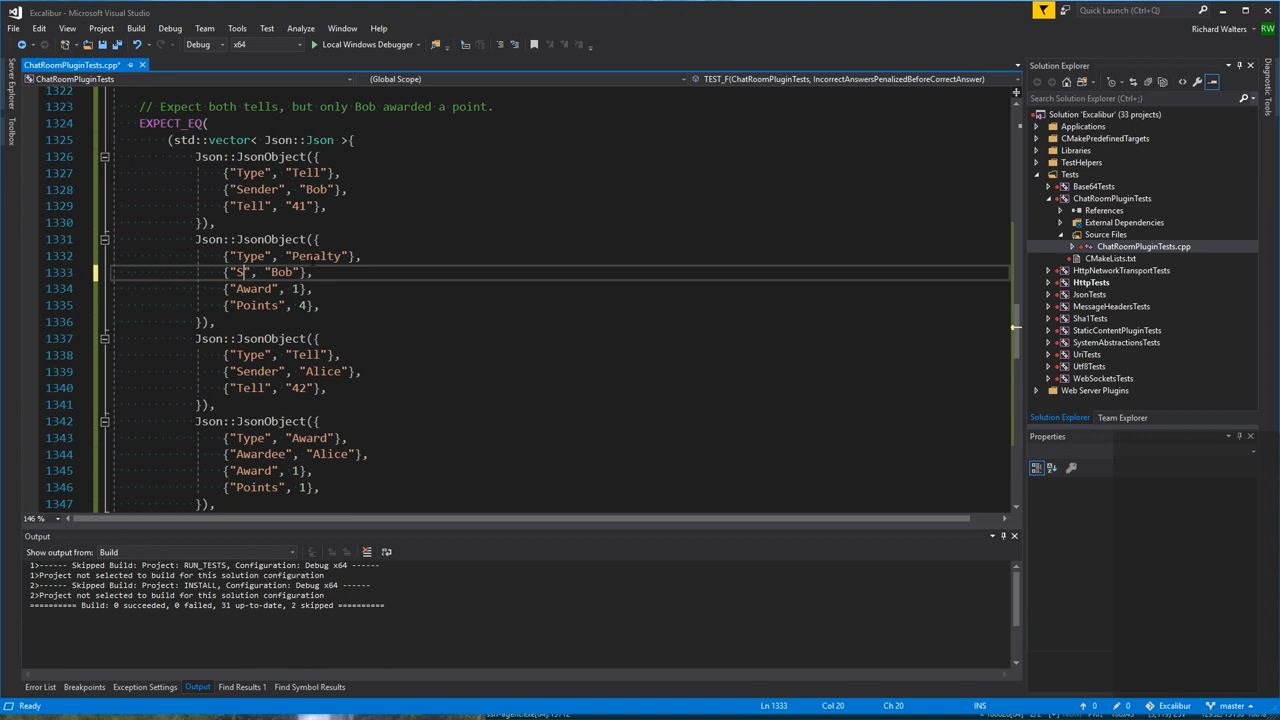 Excalibur - Microsoft Visual Studio
Quick Launch (Ctrl+Q)
File Edit View Project Build Debug Team Tools Test Analyze Window Help
Richard Walters RW
Debug x64 Local Windows Debugger
ChatRoomPluginTests.cpp*
ChatRoomPluginTests (Global Scope) TEST_F(ChatRoomPluginTests, IncorrectAnswersPenalizedBeforeCorrectAnswer)
Server Explorer
Toolbox
1322
1323 // Expect both tells, but only Bob awarded a point.
1324 EXPECT_EQ(
1325 (std::vector< Json::Json >{
1326 Json::JsonObject({
1327 {"Type", "Tell"},
1328 {"Sender", "Bob"},
1329 {"Tell", "41"},
1330 }),
1331 Json::JsonObject({
1332 {"Type", "Penalty"},
1333 {"S", "Bob"},
1334 {"Award", 1},
1335 {"Points", 4},
1336 }),
1337 Json::JsonObject({
1338 {"Type", "Tell"},
1339 {"Sender", "Alice"},
1340 {"Tell", "42"},
1341 }),
1342 Json::JsonObject({
1343 {"Type", "Award"},
1344 {"Awardee", "Alice"},
1345 {"Award", 1},
1346 {"Points", 1},
1347 }),
146 %
Output
Show output from: Build
1>------ Skipped Build: Project: RUN_TESTS, Configuration: Debug x64 ------
1>Project not selected to build for this solution configuration
2>------ Skipped Build: Project: INSTALL, Configuration: Debug x64 ------
2>Project not selected to build for this solution configuration
========== Build: 0 succeeded, 0 failed, 31 up-to-date, 2 skipped ==========
Error List Breakpoints Exception Settings Output Find Results 1 Find Symbol Results
Solution Explorer
Search Solution Explorer (Ctrl+;)
Solution 'Excalibur' (33 projects)
Applications
CMakePredefinedTargets
Libraries
TestHelpers
Tests
Base64Tests
ChatRoomPluginTests
References
External Dependencies
Source Files
ChatRoomPluginTests.cpp
CMakeLists.txt
HttpNetworkTransportTests
HttpTests
JsonTests
MessageHeadersTests
Sha1Tests
StaticContentPluginTests
SystemAbstractionsTests
UriTests
Utf8Tests
WebSocketsTests
Web Server Plugins
Solution Explorer Team Explorer
Properties
Diagnostic Tools
Ready Ln 1333 Col 20 Ch 20 INS 0 0 Excalibur master